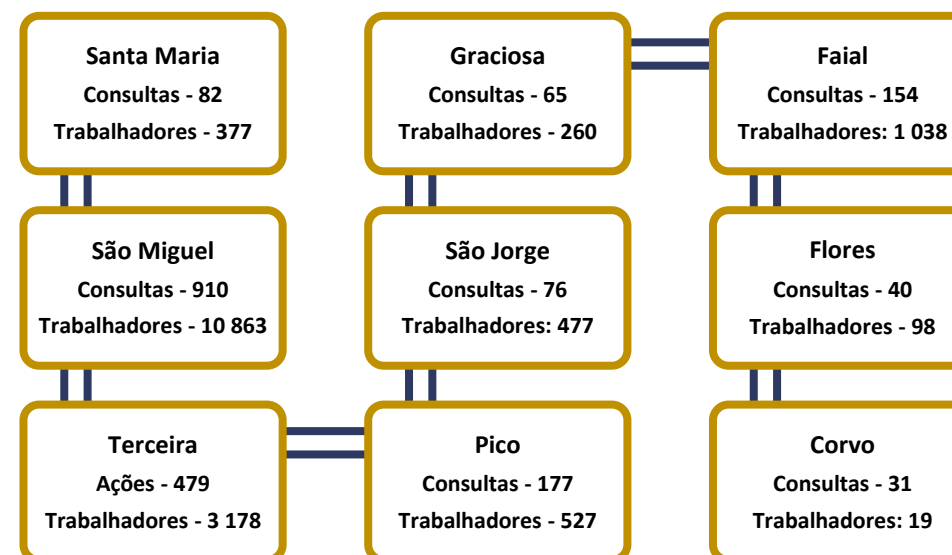 Santa Maria
Consultas - 82
Trabalhadores - 377
Graciosa
Consultas - 65
Trabalhadores - 260
Faial
Consultas - 154
Trabalhadores: 1 038
São Miguel
Consultas - 910
Trabalhadores - 10 863
São Jorge
Consultas - 76
Trabalhadores: 477
Flores
Consultas - 40
Trabalhadores - 98
Terceira
Ações - 479
Trabalhadores - 3 178
Pico
Consultas - 177
Trabalhadores - 527
Corvo
Consultas - 31
Trabalhadores: 19